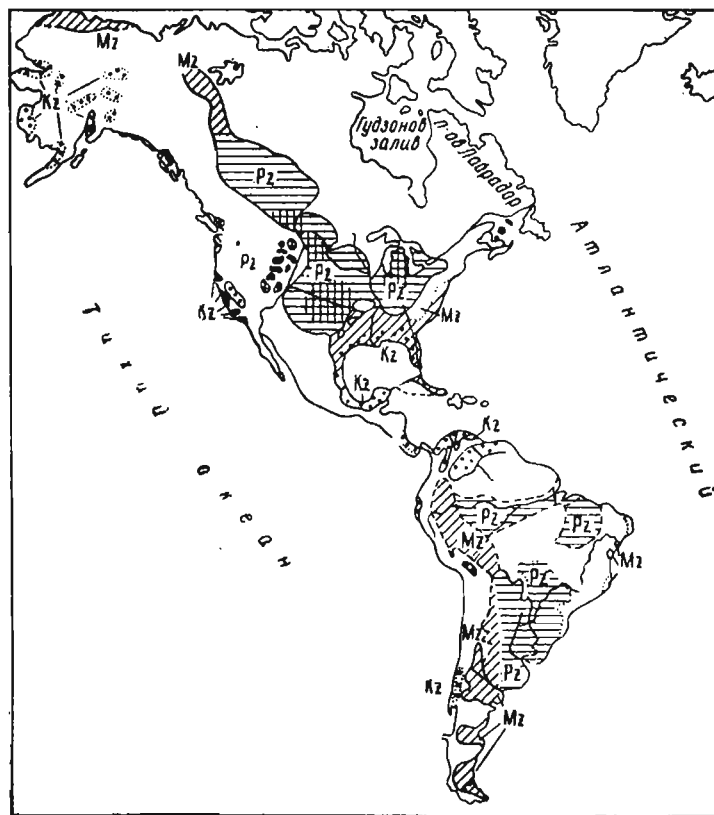 Mz
Mz
Kz
Гудзонов
залив
п-ов Лабрадор
Pz
Pz
Pz
Pz
Kz
Mz
Kz
Kz
Тихий океан
Атлантический
Kz
Pz
Pz
Mz
Mz
Pz
Mz
Pz
Kz
Mz